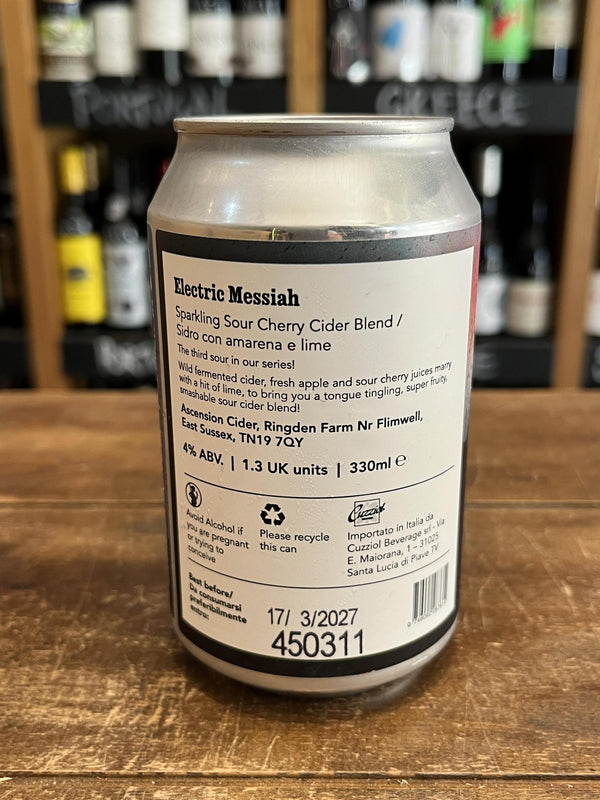 PORTUGAL
GREECE
Electric Messiah
Sparkling Sour Cherry Cider Blend /
Sidro con amarena e lime
The third sour in our series!
Wild fermented cider, fresh apple and sour cherry juices marry
with a hit of lime, to bring you a tongue tingling, super fruity,
smashable sour cider blend!
Ascension Cider, Ringden Farm Nr Flimwell,
East Sussex, TN19 7QY
4% ABV. | 1.3 UK units | 330ml ℮
Avoid Alcohol if
you are pregnant
or trying to
conceive
Please recycle
this can
Cuzziol
Importato in Italia da
Cuzziol Beverage srl - Via
E. Maiorana, 1 – 31025
Santa Lucia di Piave TV
Best before/
Da consumarsi
preferibilmente
entro:
17/ 3/2027
450311